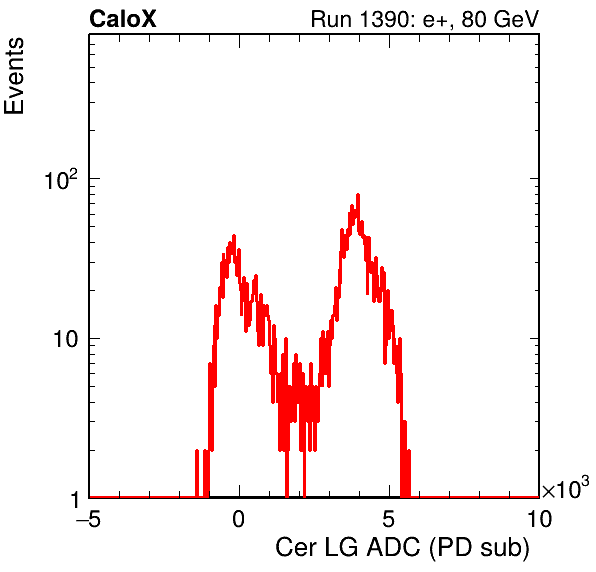 CaloX
Run 1390: e+, 80 GeV
Events
10²
10
1
−5
0
5
10
×10³
Cer LG ADC (PD sub)